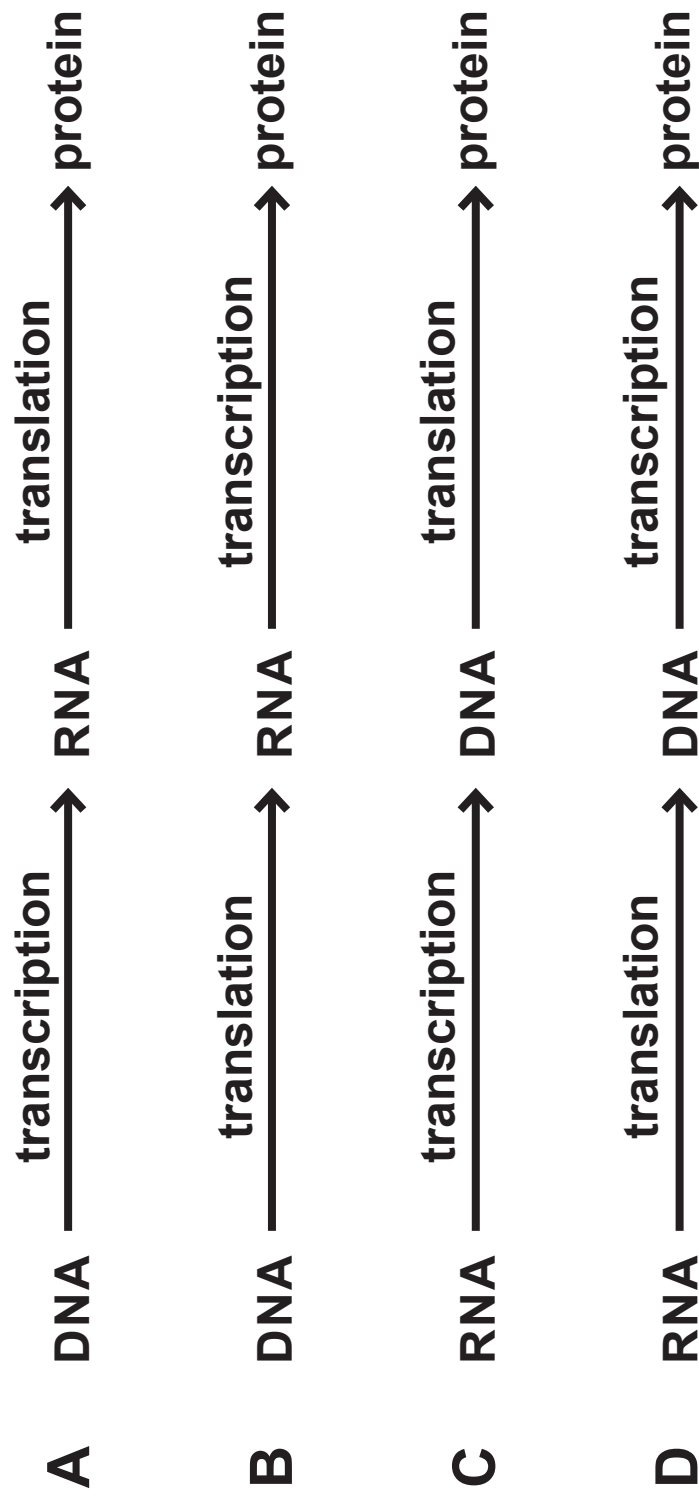 A DNA transcription RNA translation protein
B DNA translation RNA transcription protein
C RNA transcription DNA translation protein
D RNA translation DNA transcription protein